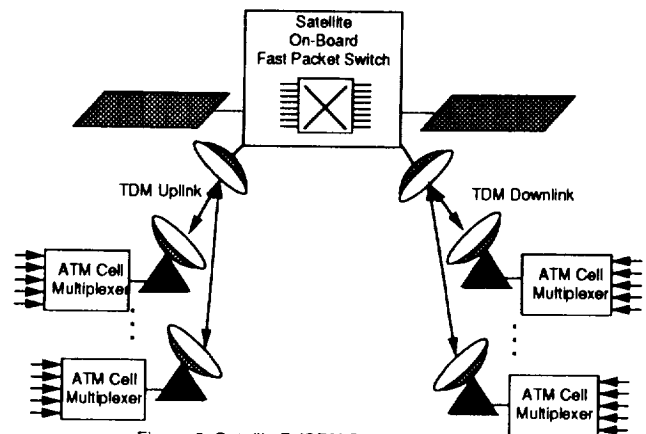 Satellite
On-Board
Fast Packet Switch
TDM Uplink
TDM Downlink
ATM Cell
Multiplexer
ATM Cell
Multiplexer
ATM Cell
Multiplexer
ATM Cell
Multiplexer